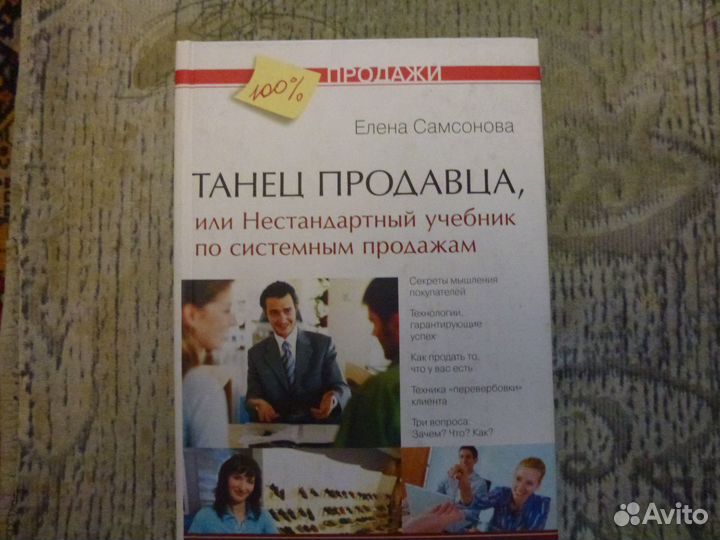 100%
ПРОДАЖИ
Елена Самсонова
ТАНЕЦ ПРОДАВЦА,
или Нестандартный учебник
по системным продажам
Секреты мышления
покупателей
Технологии,
гарантирующие
успех
Как продать то,
что у вас есть
Техника «перевербовки»
клиента
Три вопроса:
Зачем? Что? Как?
Avito